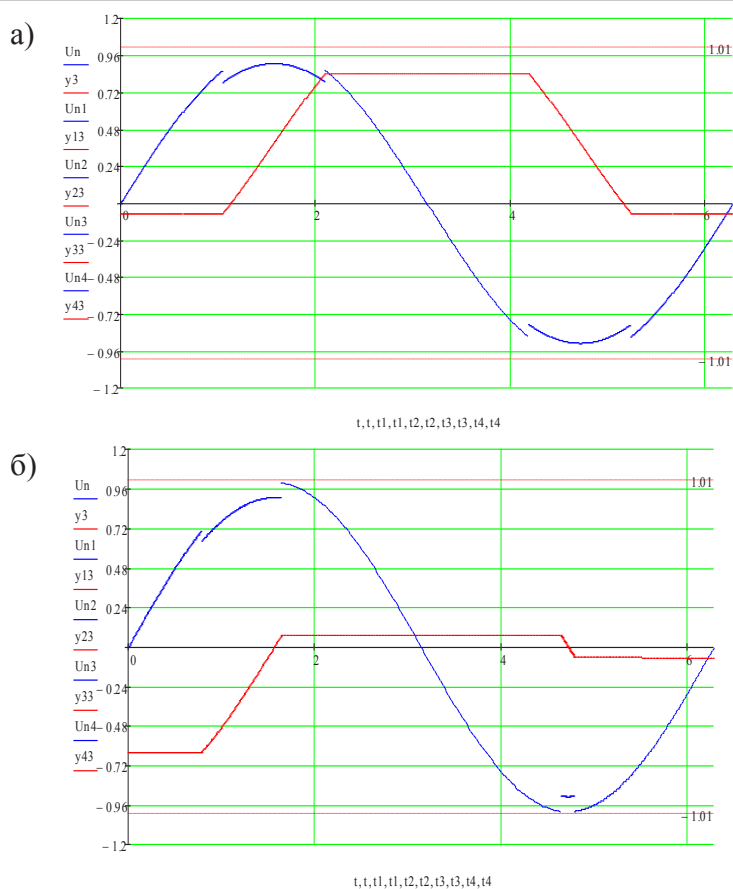 а)
1.2
Un
y3
Un1
y13
Un2
y23
Un3
y33
Un4
y43
0.96
0.72
0.48
0.24
− 0.24
− 0.48
− 0.72
− 0.96
− 1.2
1.01
− 1.01
0
2
4
6
t, t, t1, t1, t2, t2, t3, t3, t4, t4
б)
1.2
Un
y3
Un1
y13
Un2
y23
Un3
y33
Un4
y43
0.96
0.72
0.48
0.24
− 0.24
− 0.48
− 0.72
− 0.96
− 1.2
1.01
− 1.01
0
2
4
6
t, t, t1, t1, t2, t2, t3, t3, t4, t4